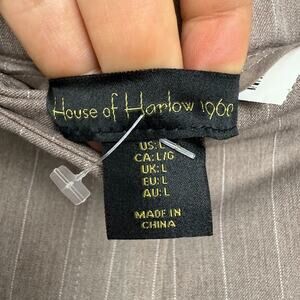 House of Harlow 1960
US: L
CA: L/G
UK: L
EU: L
AU: L
MADE IN
CHINA